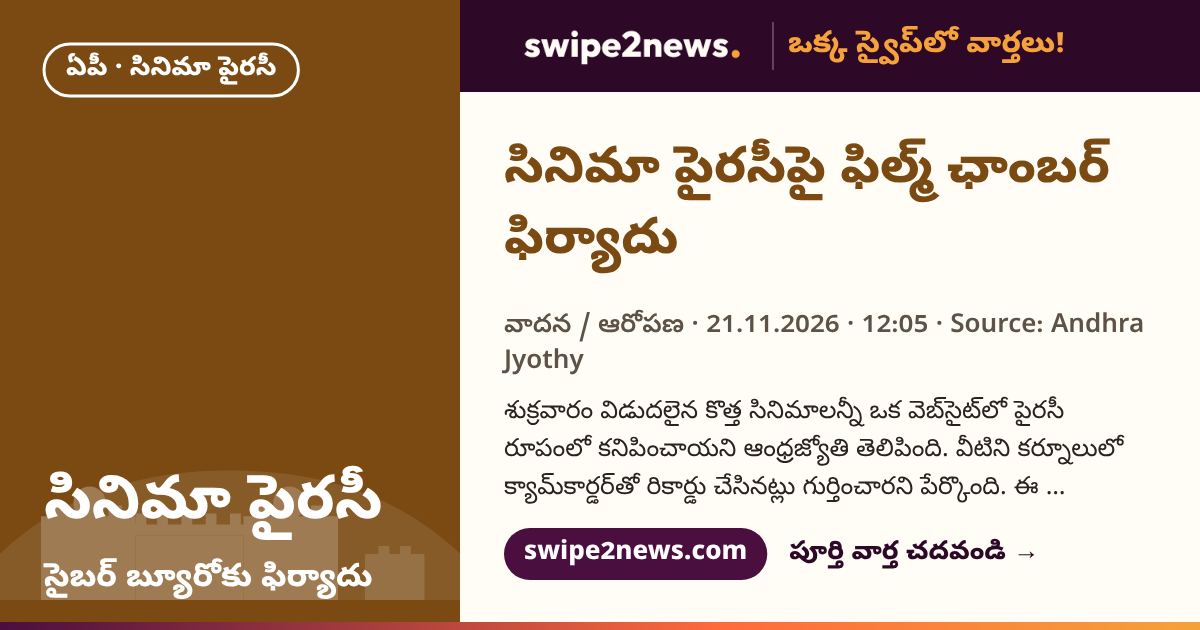 ఏపీ · సినిమా పైరసీ
swipe2news.
ఒక్క స్వైప్‌లో వార్తలు!
సినిమా పైరసీపై ఫిల్మ్ ఛాంబర్
ఫిర్యాదు
వాదన / ఆరోపణ · 21.11.2026 · 12:05 · Source: Andhra
Jyothy
శుక్రవారం విడుదలైన కొత్త సినిమాలన్నీ ఒక వెబ్‌సైట్‌లో పైరసీ
రూపంలో కనిపించాయని ఆంధ్రజ్యోతి తెలిపింది. వీటిని కర్నూలులో
క్యామ్‌కార్డర్‌తో రికార్డు చేసినట్లు గుర్తించారని పేర్కొంది. ఈ ...
సినిమా పైరసీ
సైబర్ బ్యూరోకు ఫిర్యాదు
swipe2news.com
పూర్తి వార్త చదవండి →